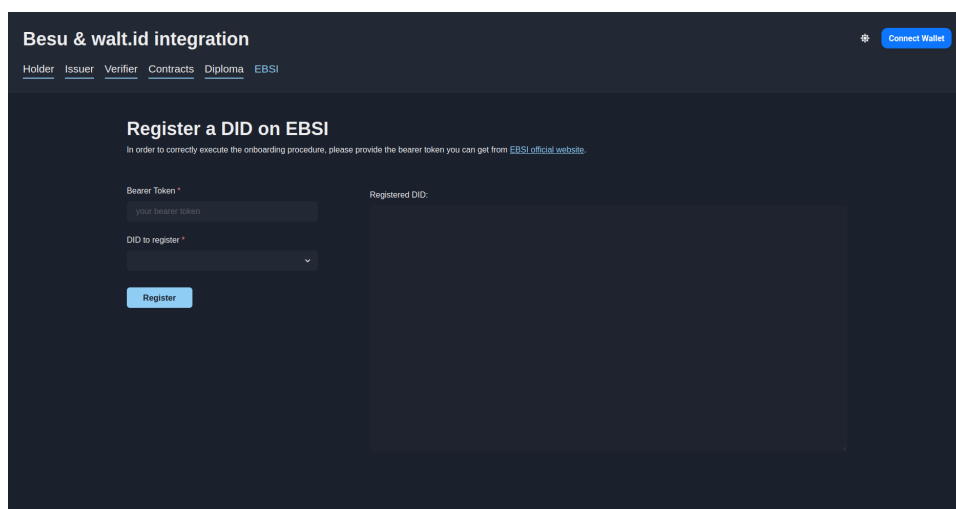 Besu & walt.id integration
Connect Wallet
Holder Issuer Verifier Contracts Diploma EBSI
Register a DID on EBSI
In order to correctly execute the onboarding procedure, please provide the bearer token you can get from EBSI official website.
Bearer Token *
your bearer token
DID to register *
Register
Registered DID: